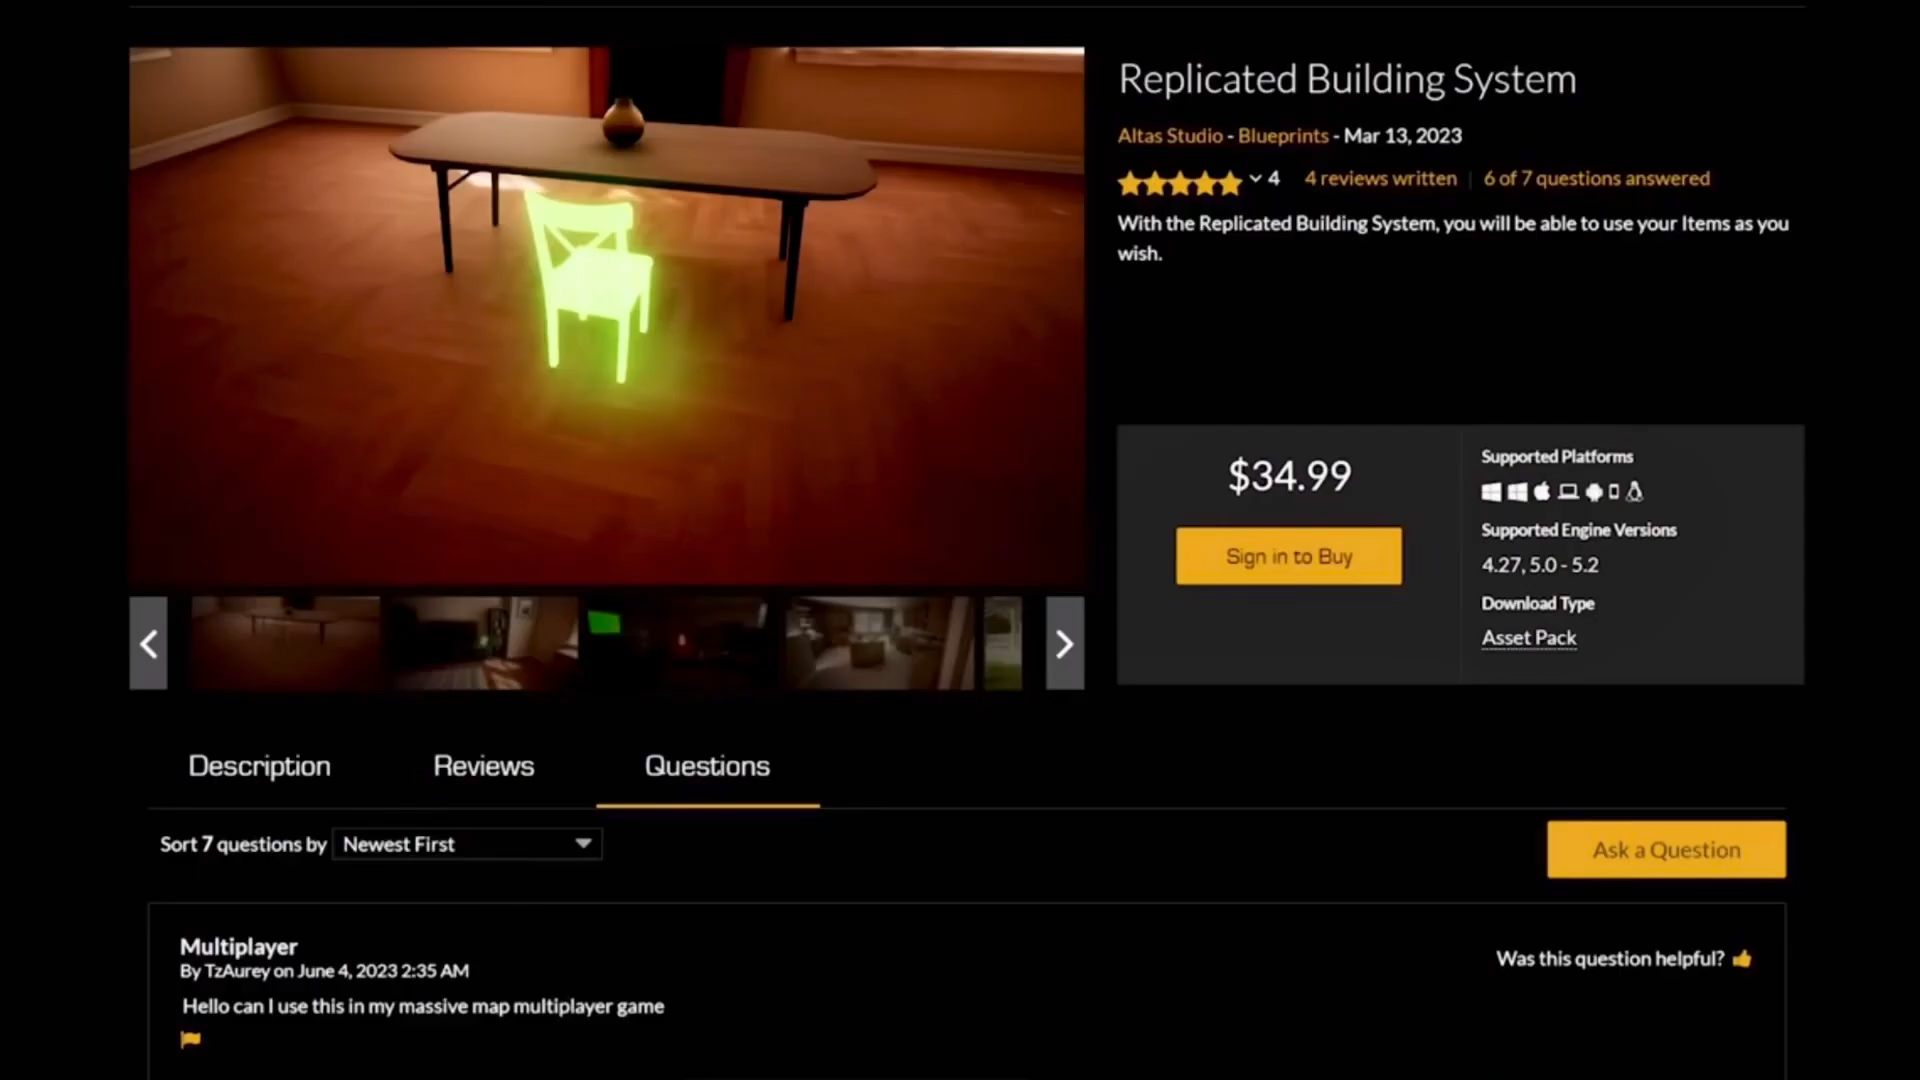 Replicated Building System
Altas Studio - Blueprints - Mar 13, 2023
4 4 reviews written 6 of 7 questions answered
With the Replicated Building System, you will be able to use your Items as you
wish.
$34.99
Sign in to Buy
Supported Platforms
Supported Engine Versions
4.27, 5.0 - 5.2
Download Type
Asset Pack
Description Reviews Questions
Sort 7 questions by Newest First
Ask a Question
Multiplayer
By TzAurey on June 4, 2023 2:35 AM
Was this question helpful?
Hello can I use this in my massive map multiplayer game